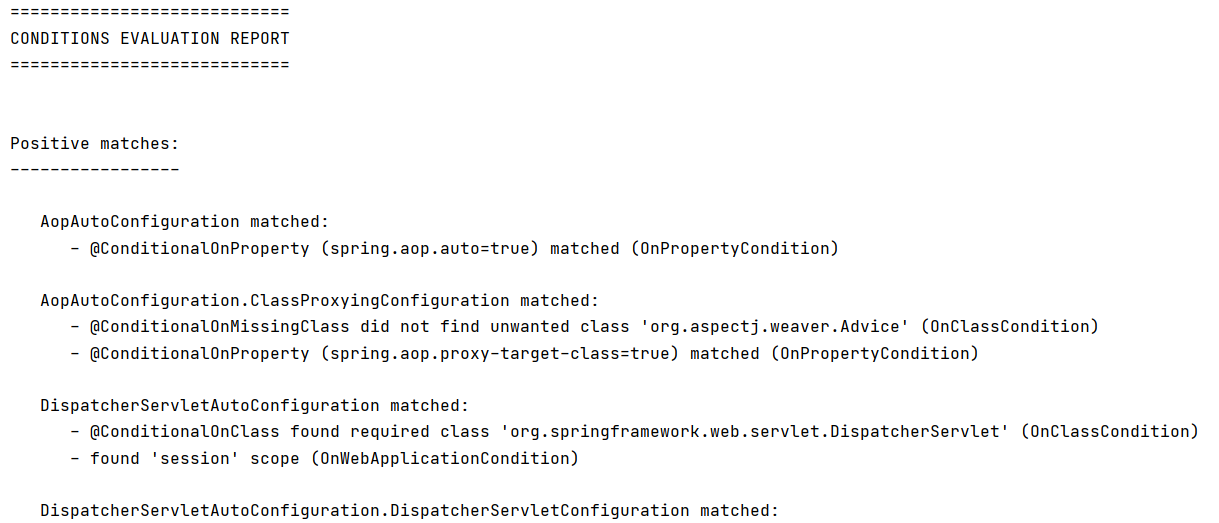 ============================
CONDITIONS EVALUATION REPORT
============================
Positive matches:
-----------------
AopAutoConfiguration matched:
- @ConditionalOnProperty (spring.aop.auto=true) matched (OnPropertyCondition)
AopAutoConfiguration.ClassProxyingConfiguration matched:
- @ConditionalOnMissingClass did not find unwanted class 'org.aspectj.weaver.Advice' (OnClassCondition)
- @ConditionalOnProperty (spring.aop.proxy-target-class=true) matched (OnPropertyCondition)
DispatcherServletAutoConfiguration matched:
- @ConditionalOnClass found required class 'org.springframework.web.servlet.DispatcherServlet' (OnClassCondition)
- found 'session' scope (OnWebApplicationCondition)
DispatcherServletAutoConfiguration.DispatcherServletConfiguration matched: